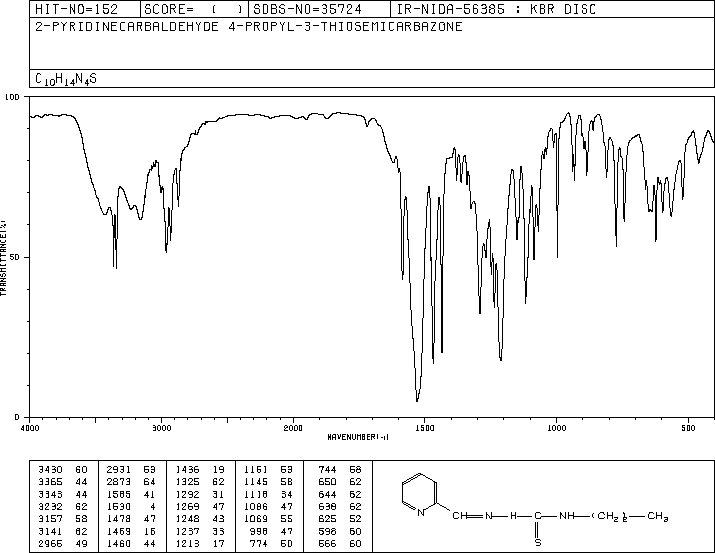 HIT-NO=152 SCORE= ( ) SDBS-NO=35724 IR-NIDA-56385 : KBR DISC
2-PYRIDINECARBALDEHYDE 4-PROPYL-3-THIOSEMICARBAZONE
C10H14N4S
100
50
0
TRANSMITTANCE(%)
4000 3000 2000 1500 1000 500
WAVENUMBER(-1)
3430 60 2931 53 1436 19 1151 53 744 58
3365 44 2873 64 1325 62 1145 58 650 62
3343 44 1585 41 1292 31 1118 34 644 62
3232 62 1530 4 1269 47 1086 47 638 62
3157 58 1478 47 1248 43 1069 55 625 52
3141 62 1469 16 1237 33 998 47 598 60
2965 49 1460 44 1213 17 774 50 566 60
N CH=N H C NH (CH2)2 CH3
S